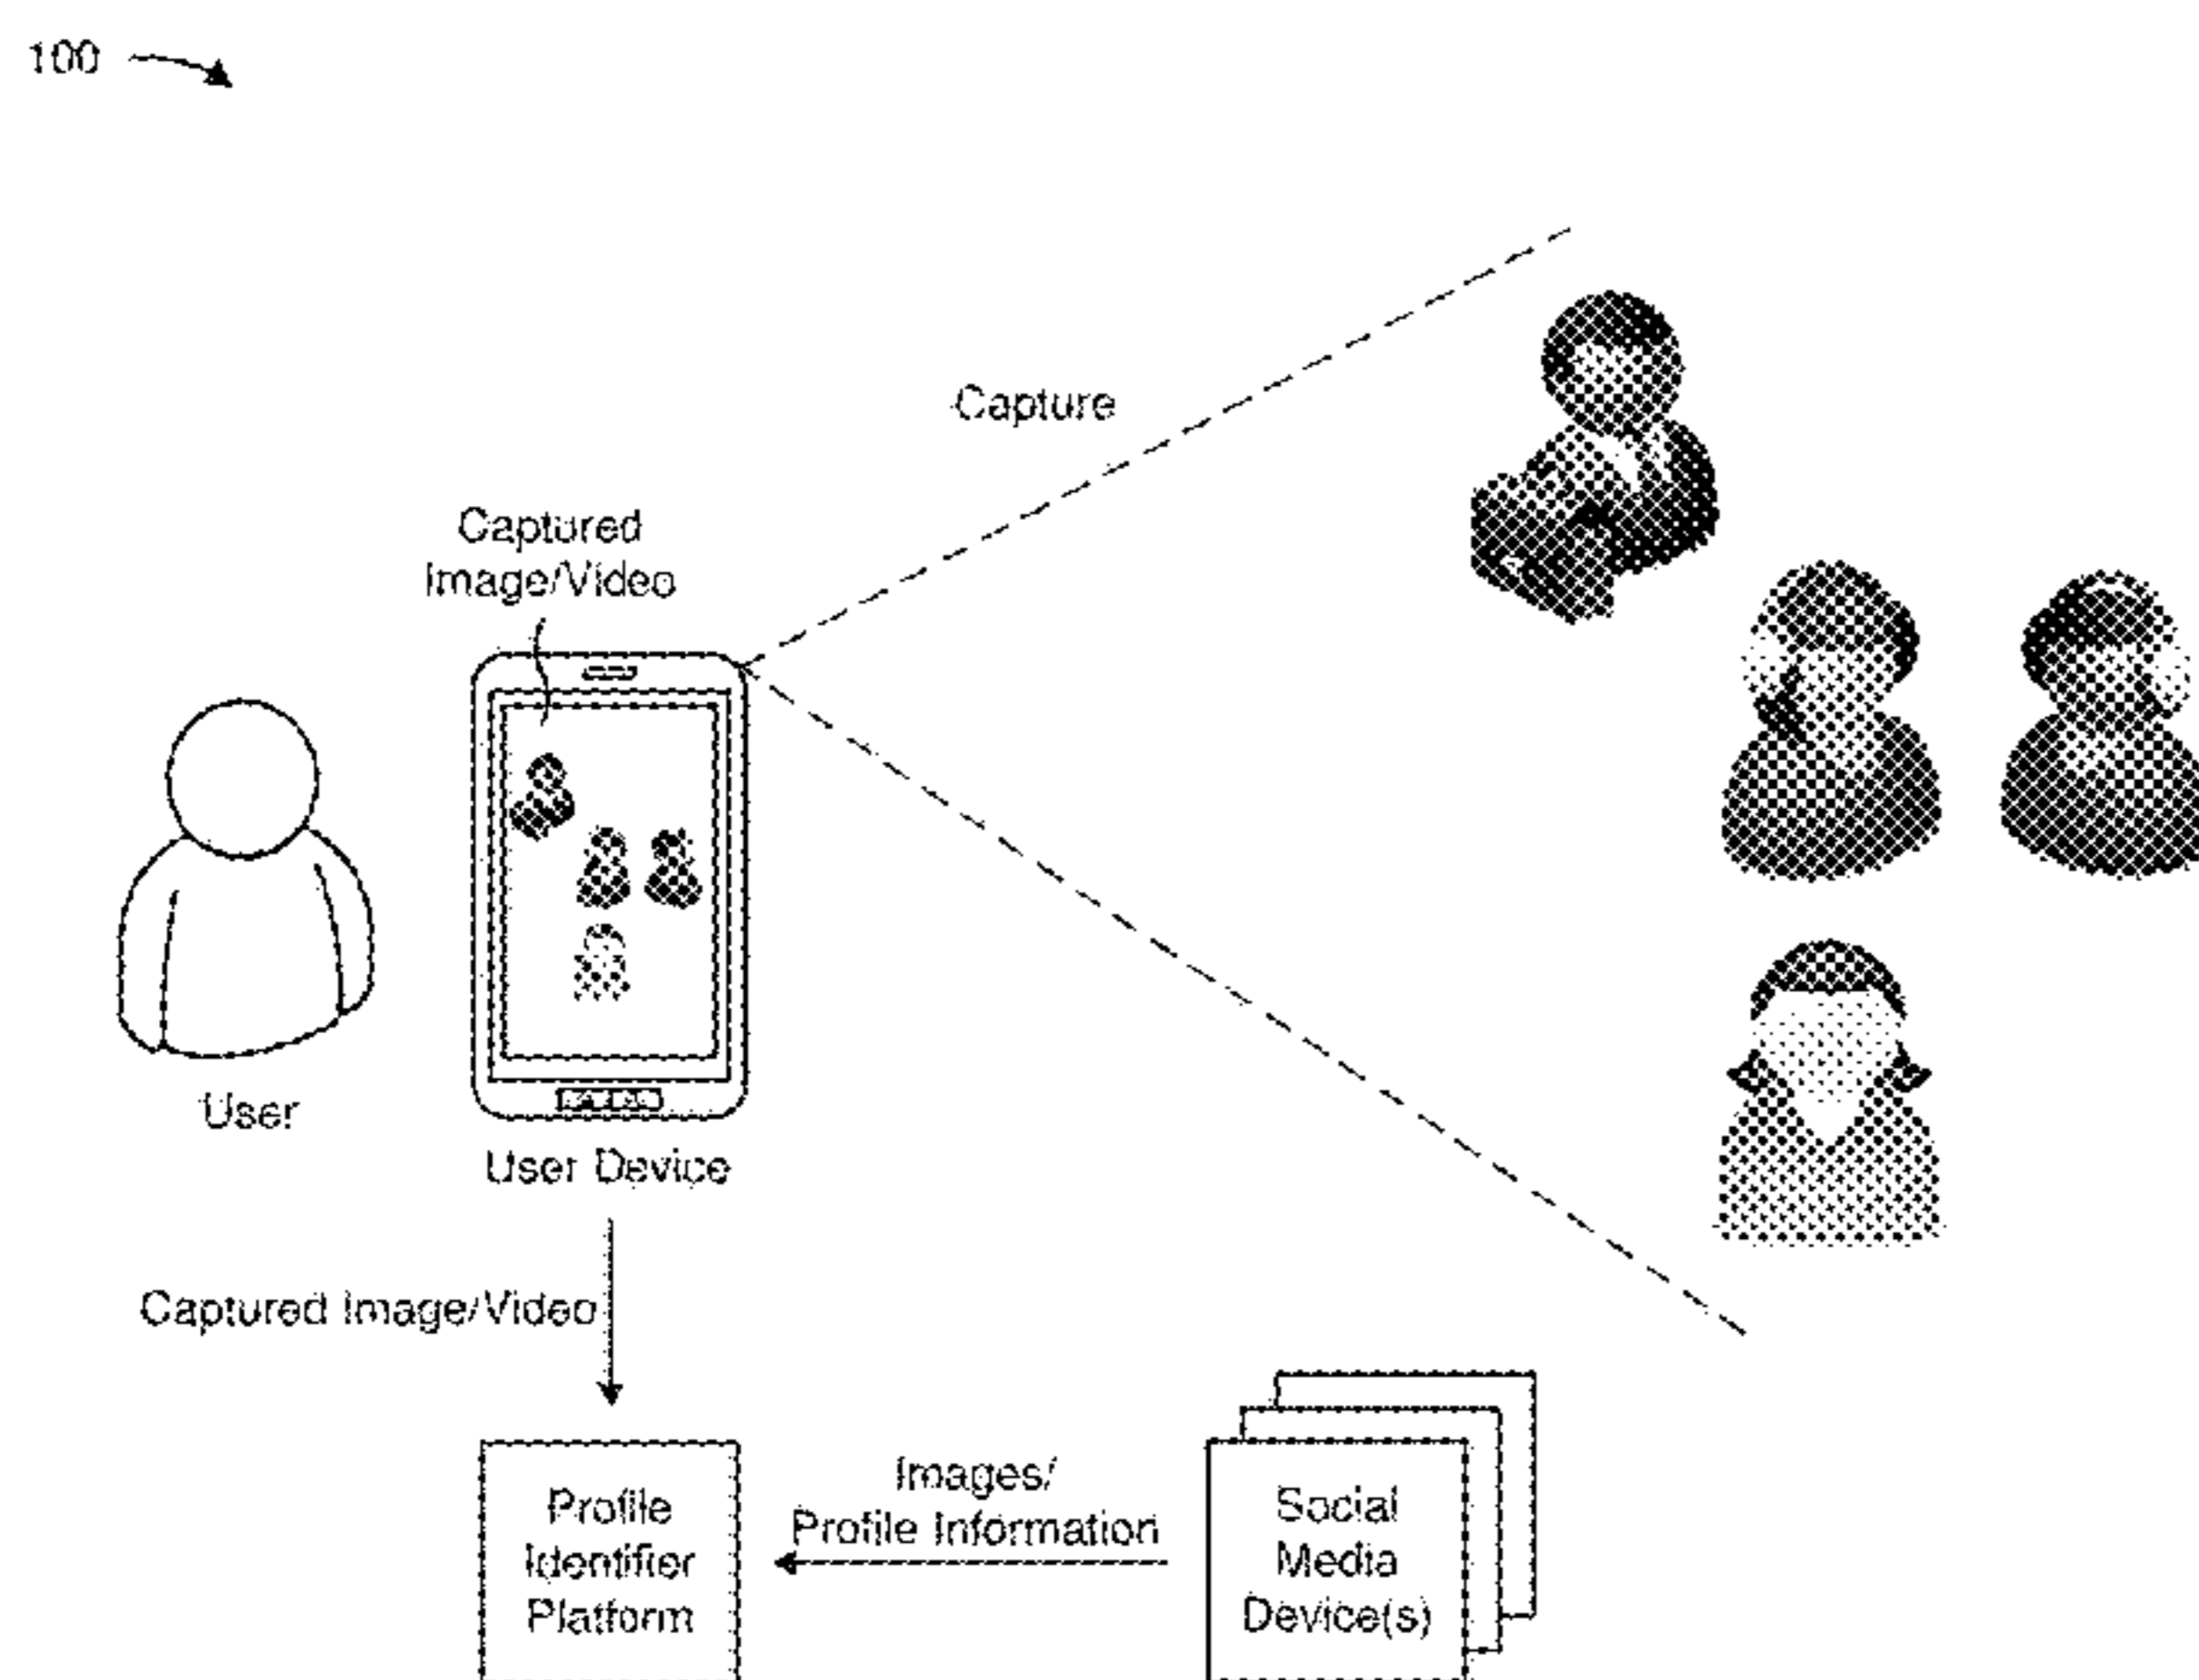 100
Capture
Captured
Image/Video
User
User Device
Captured Image/Video
Images/
Profile Information
Profile
Identifier
Platform
Social
Media
Device(s)